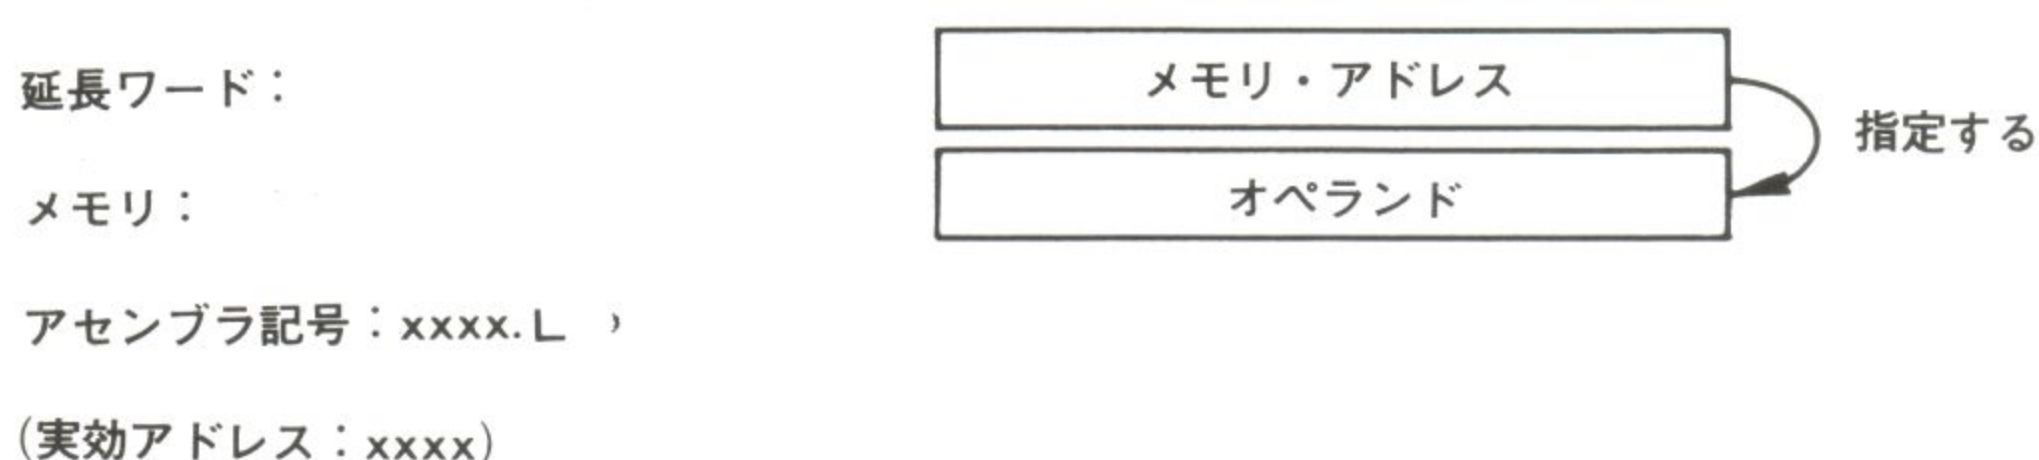 延長ワード:
メモリ・アドレス
指定する
メモリ:
オペランド
アセンブラ記号:xxxx.L
(実効アドレス:xxxx)